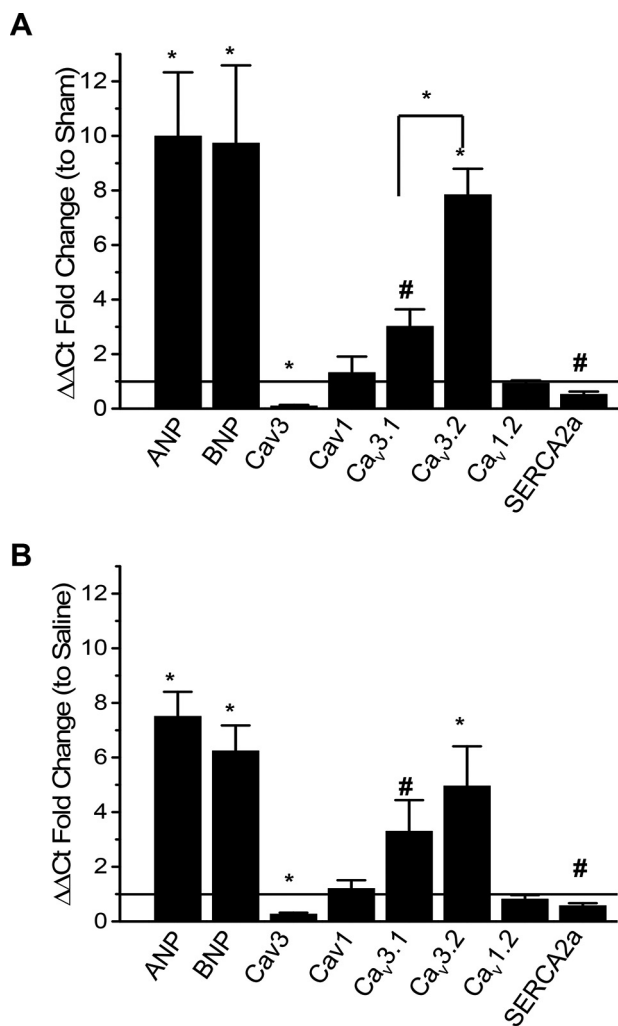 A
ΔΔCt Fold Change (to Sham)
12
10
8
6
4
2
0
* * * # * * #
ANP BNP Cav3 Cav1 Caᵥ3.1 Caᵥ3.2 Caᵥ1.2 SERCA2a
B
ΔΔCt Fold Change (to Saline)
12
10
8
6
4
2
0
* * * # * #
ANP BNP Cav3 Cav1 Caᵥ3.1 Caᵥ3.2 Caᵥ1.2 SERCA2a